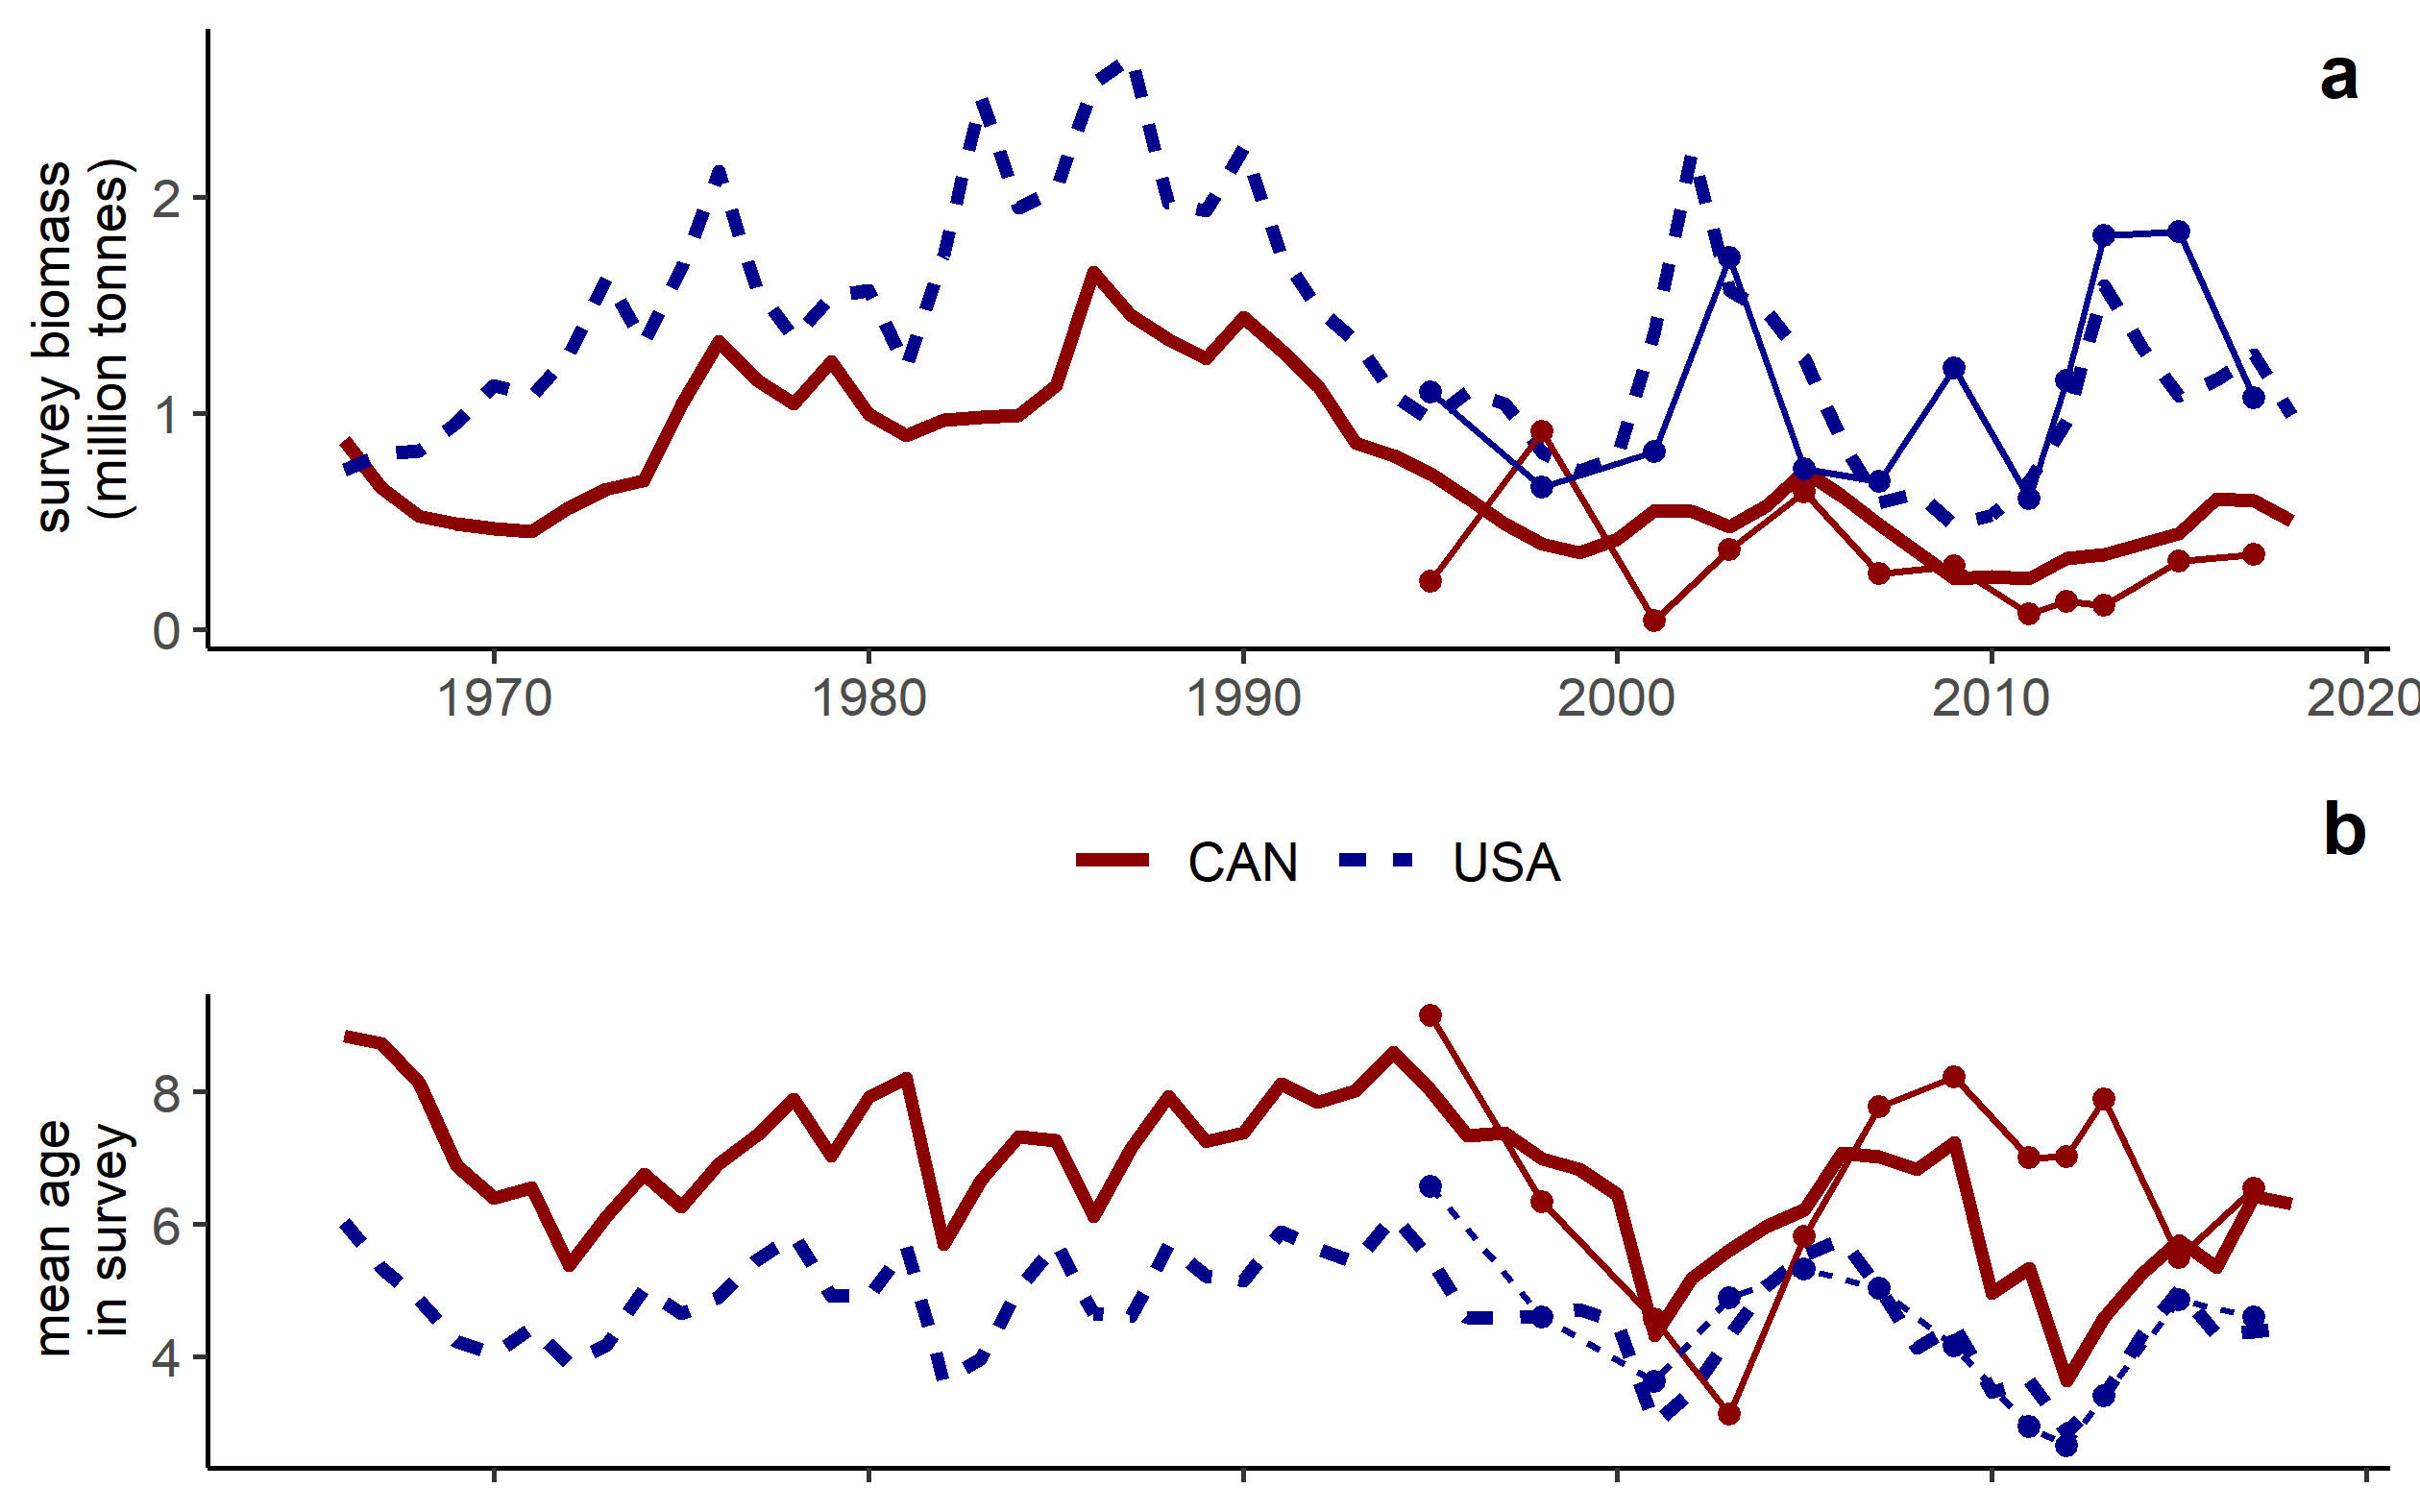 a
survey biomass
(million tonnes)
2
1
0
1970 1980 1990 2000 2010 2020
b
CAN USA
mean age
in survey
8
6
4